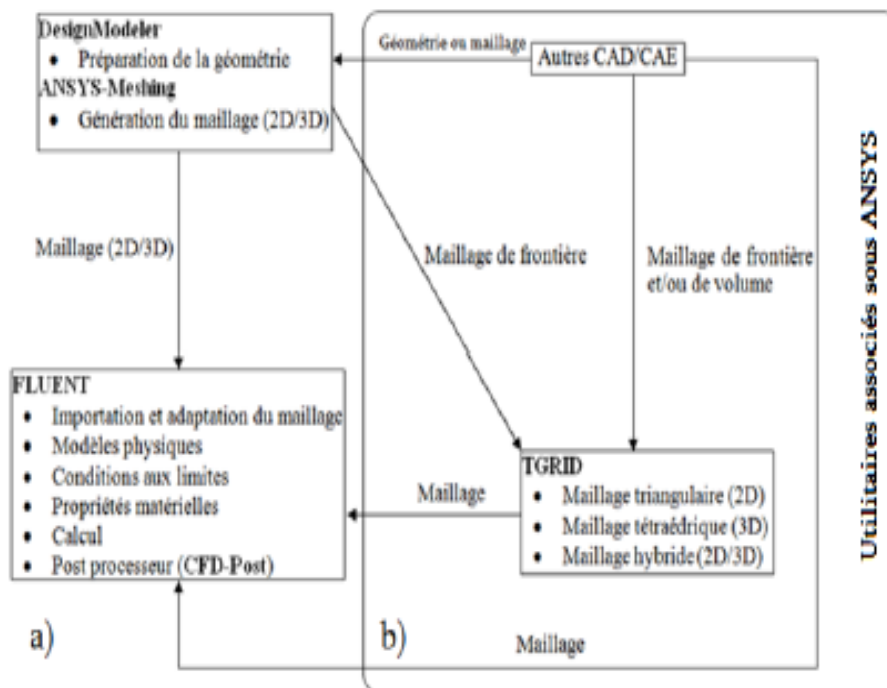 DesignModeler
• Préparation de la géométrie
ANSYS-Meshing
• Génération du maillage (2D/3D)
Géométrie ou maillage
Autres CAD/CAE
Maillage (2D/3D)
Maillage de frontière
Maillage de frontière
et/ou de volume
Utilitaires associés sous ANSYS
FLUENT
• Importation et adaptation du maillage
• Modèles physiques
• Conditions aux limites
• Propriétés matérielles
• Calcul
• Post processeur (CFD-Post)
Maillage
TGRID
• Maillage triangulaire (2D)
• Maillage tétraédrique (3D)
• Maillage hybride (2D/3D)
a)
b)
Maillage